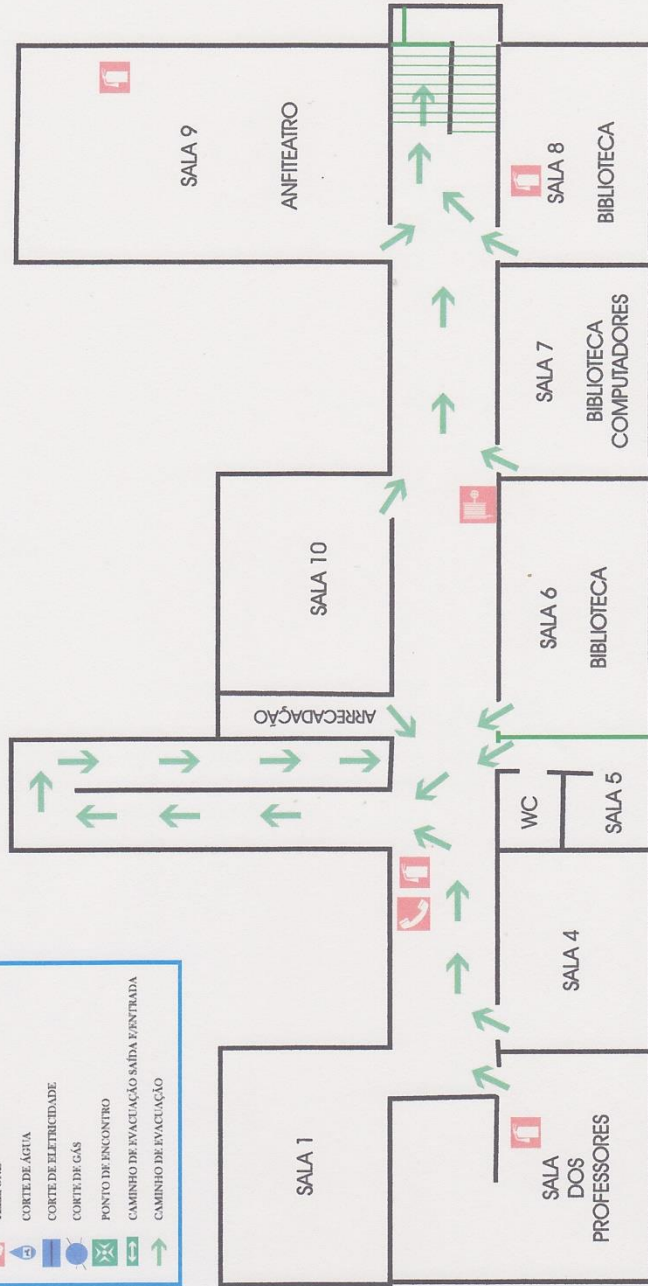 CORTE DE ÁGUA
CORTE DE ELETRICIDADE
CORTE DE GÁS
PONTO DE ENCONTRO
CAMINHO DE EVACUAÇÃO SAÍDA E/ENTRADA
CAMINHO DE EVACUAÇÃO
SALA 1
ARRECADAÇÃO
SALA 10
SALA 9
ANFITEATRO
SALA
DOS
PROFESSORES
SALA 4
WC
SALA 5
SALA 6
BIBLIOTECA
SALA 7
BIBLIOTECA
COMPUTADORES
SALA 8
BIBLIOTECA